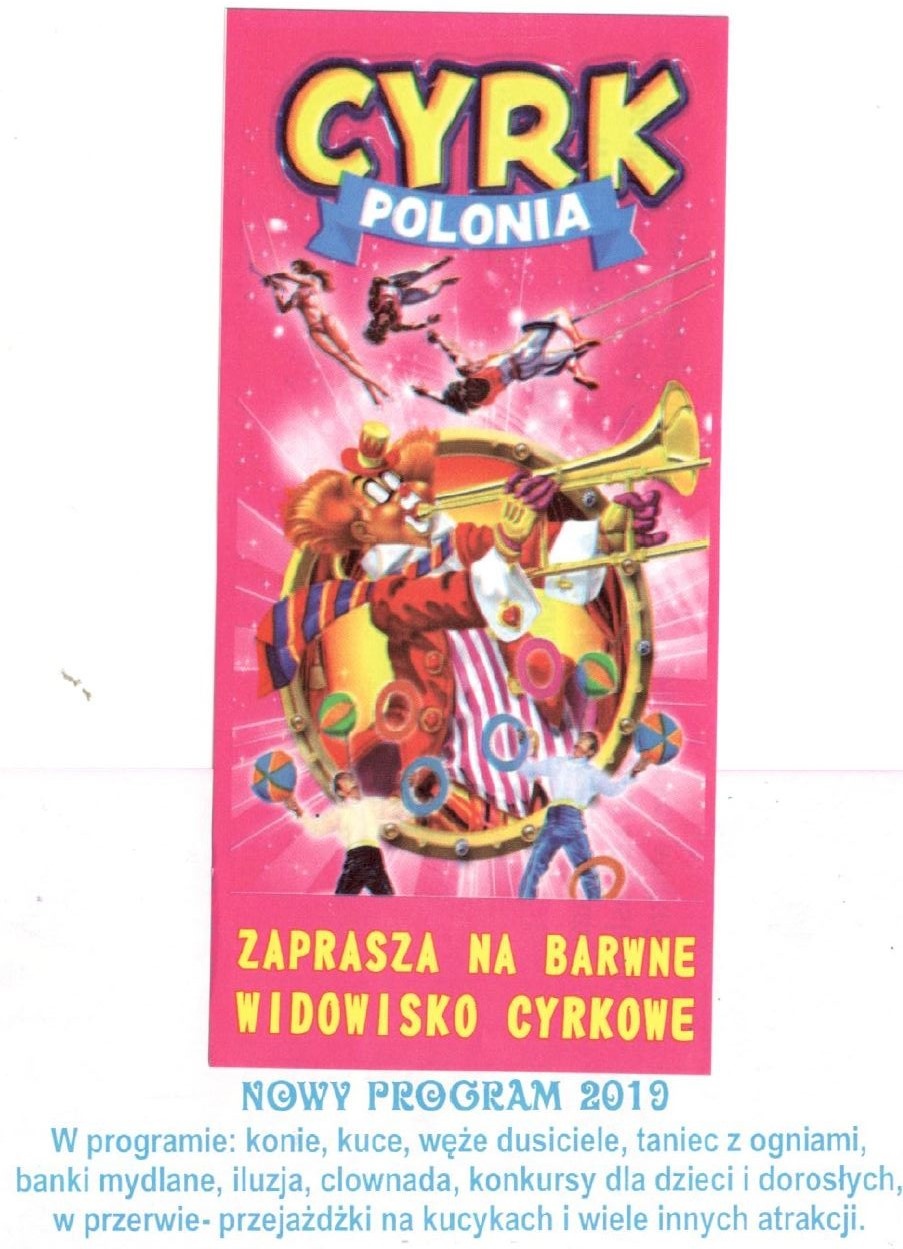 CYRK
POLONIA
ZAPRASZA NA BARWNE
WIDOWISKO CYRKOWE
NOWY PROGRAM 2019
W programie: konie, kuce, węże dusiciele, taniec z ogniami,
banki mydlane, iluzja, clownada, konkursy dla dzieci i dorosłych,
w przerwie- przejażdżki na kucykach i wiele innych atrakcji.